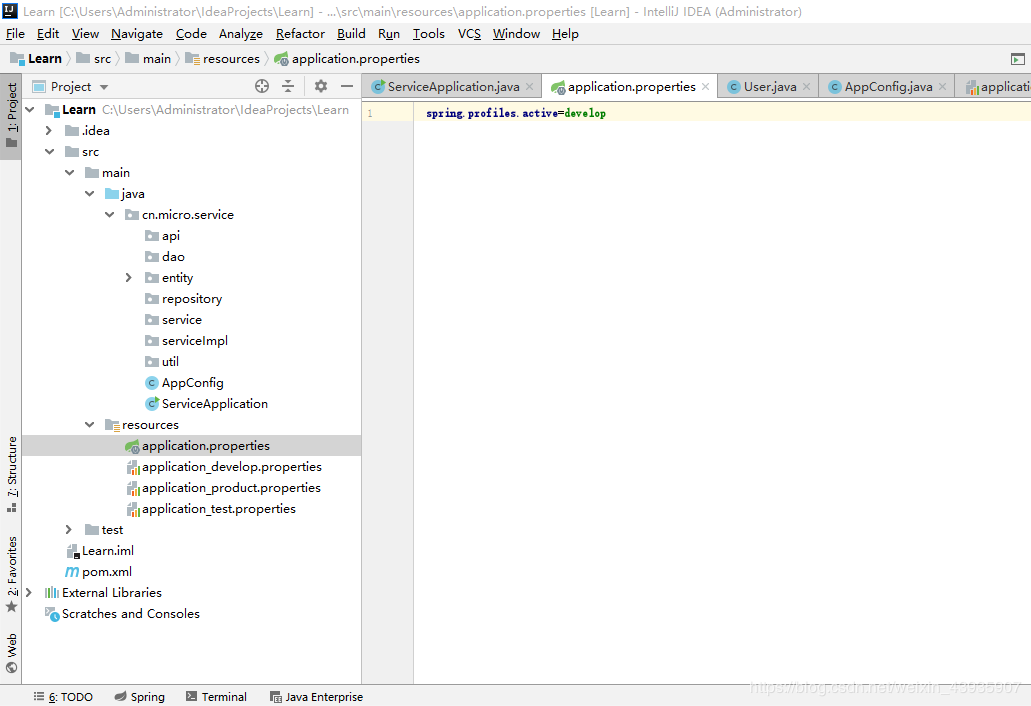 Learn [C:\Users\Administrator\IdeaProjects\Learn] - ...\src\main\resources\application.properties [Learn] - IntelliJ IDEA (Administrator)
File Edit View Navigate Code Analyze Refactor Build Run Tools VCS Window Help
Learn src main resources application.properties
Project
ServiceApplication.java application.properties User.java AppConfig.java applicatio
1: Project
7: Structure
2: Favorites
Web
Learn C:\Users\Administrator\IdeaProjects\Learn
.idea
src
main
java
cn.micro.service
api
dao
entity
repository
service
serviceImpl
util
AppConfig
ServiceApplication
resources
application.properties
application_develop.properties
application_product.properties
application_test.properties
test
Learn.iml
pom.xml
External Libraries
Scratches and Consoles
1 spring.profiles.active=develop
https://blog.csdn.net/weixin_43935907
6: TODO Spring Terminal Java Enterprise